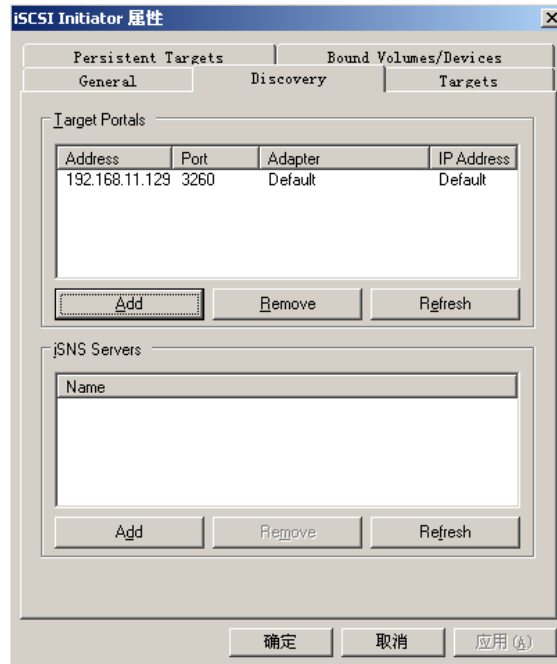 iSCSI Initiator 属性
Persistent Targets Bound Volumes/Devices
General Discovery Targets
Target Portals
Address Port Adapter IP Address
192.168.11.129 3260 Default Default
Add Remove Refresh
iSNS Servers
Name
Add Remove Refresh
确定 取消 应用(A)